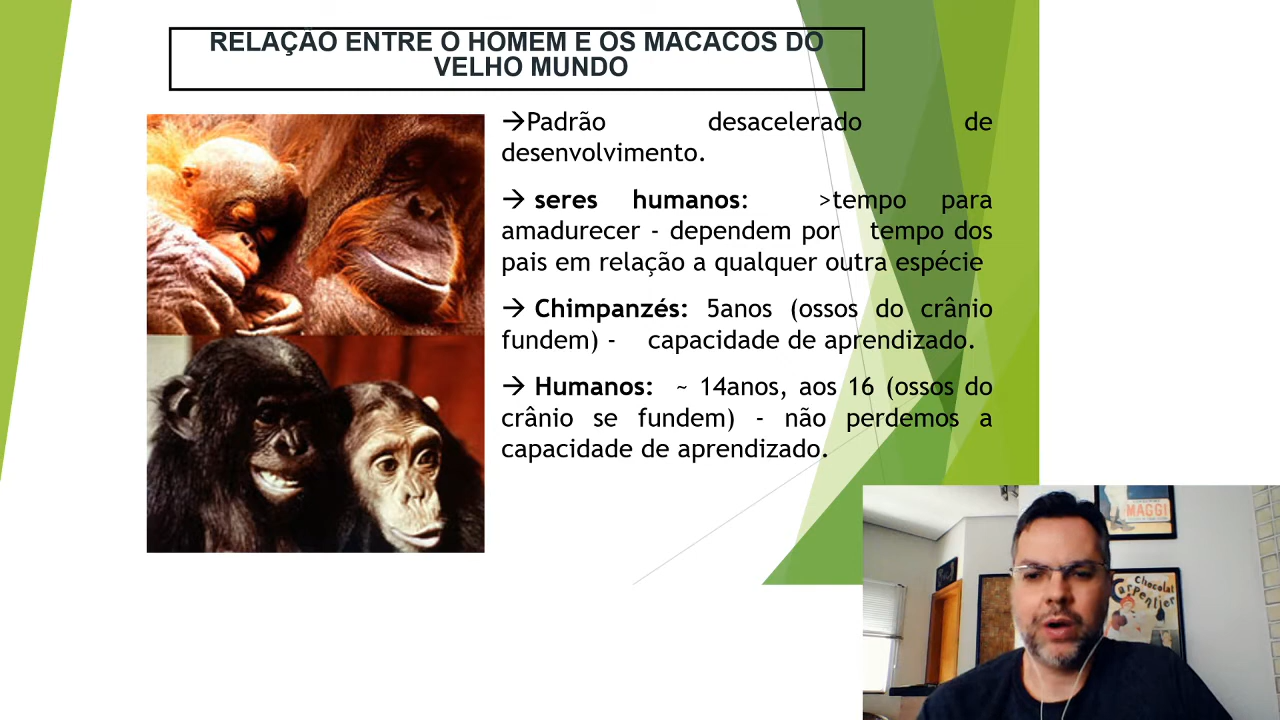 RELAÇÃO ENTRE O HOMEM E OS MACACOS DO
VELHO MUNDO
→Padrão desacelerado de
desenvolvimento.
→ seres humanos: >tempo para
amadurecer - dependem por tempo dos
pais em relação a qualquer outra espécie
→ Chimpanzés: 5anos (ossos do crânio
fundem) - capacidade de aprendizado.
→ Humanos: ~ 14anos, aos 16 (ossos do
crânio se fundem) - não perdemos a
capacidade de aprendizado.
MAGGI
Chocolat
Carpentier